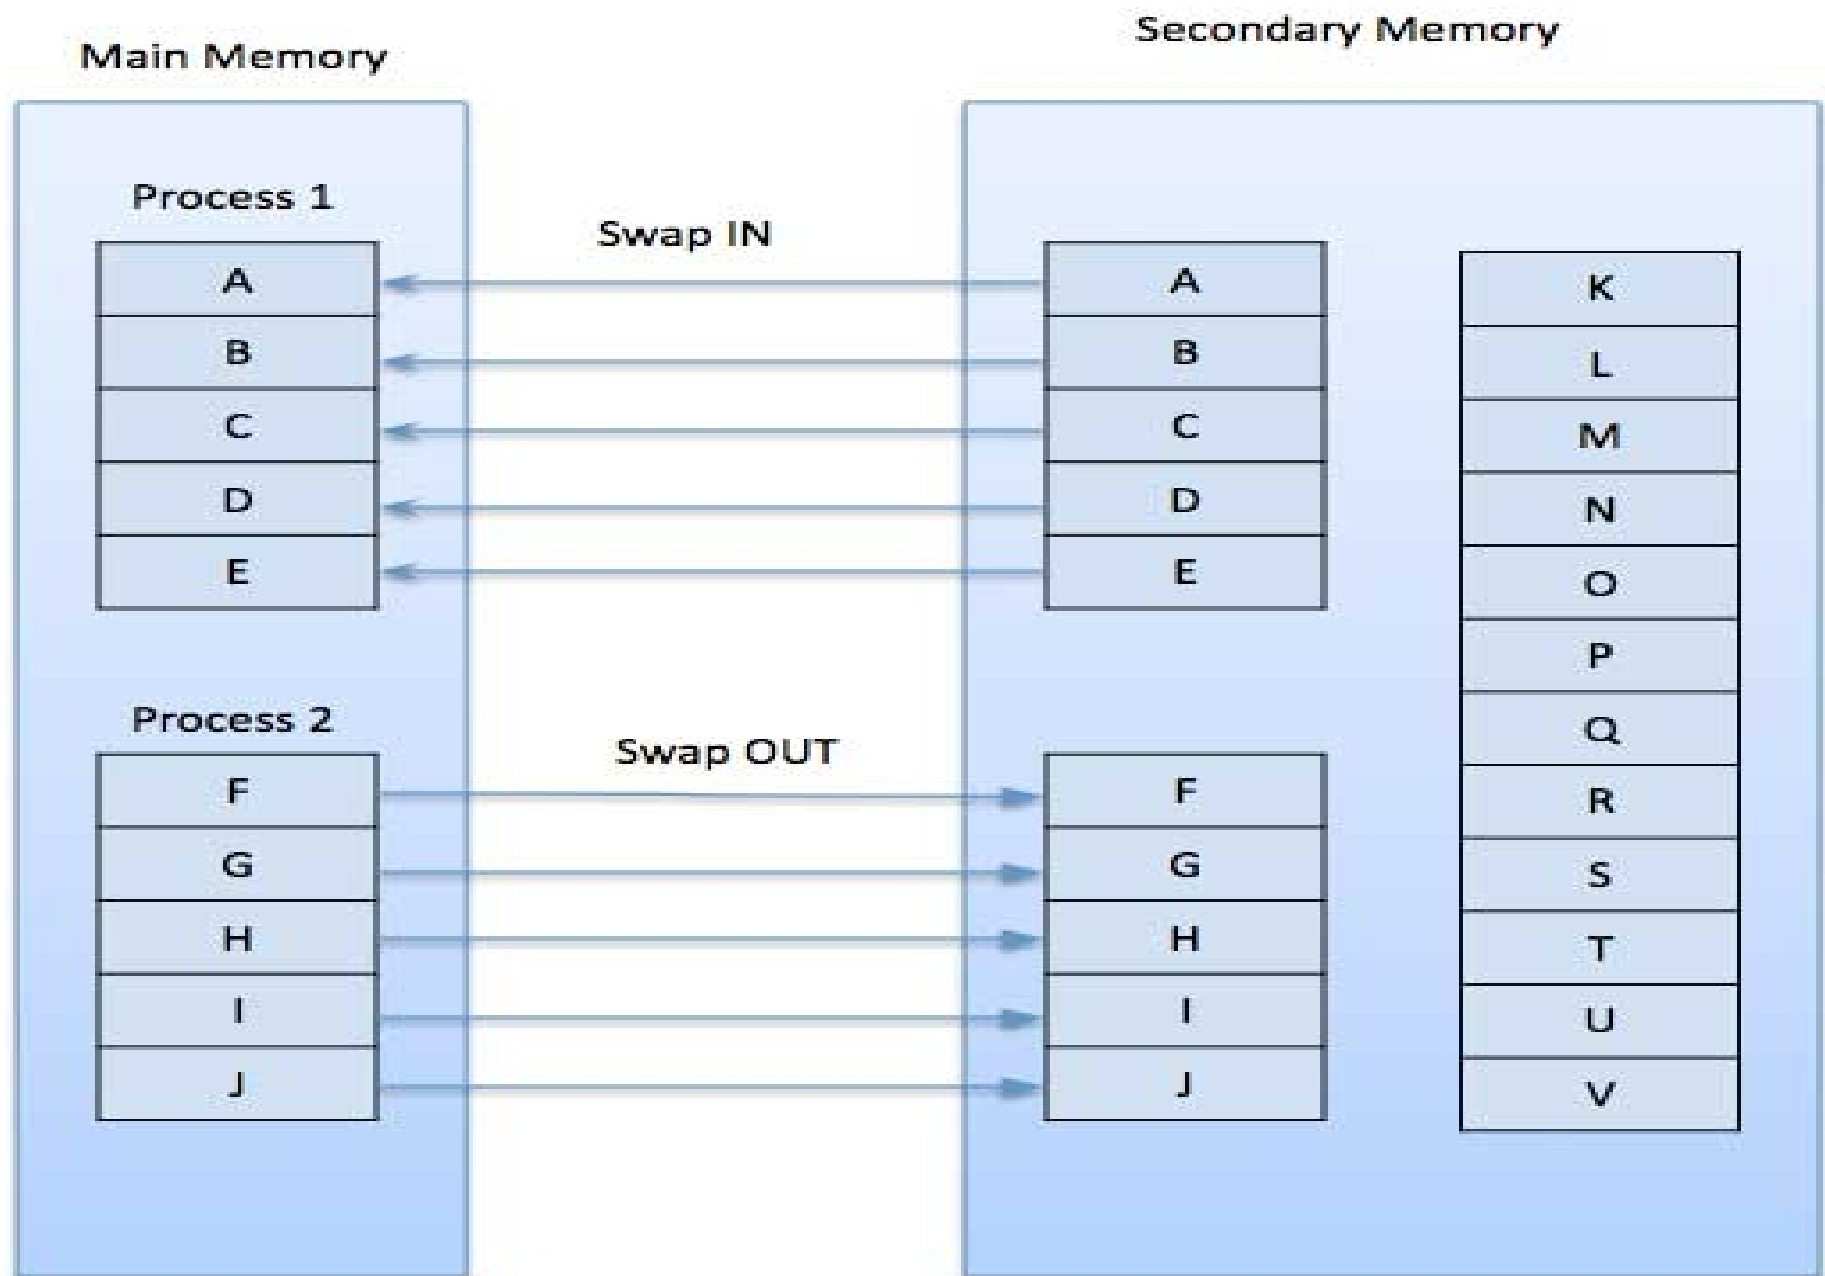 Main Memory
Secondary Memory
Process 1
A
B
C
D
E
Process 2
F
G
H
I
J
Swap IN
Swap OUT
A
B
C
D
E
F
G
H
I
J
K
L
M
N
O
P
Q
R
S
T
U
V